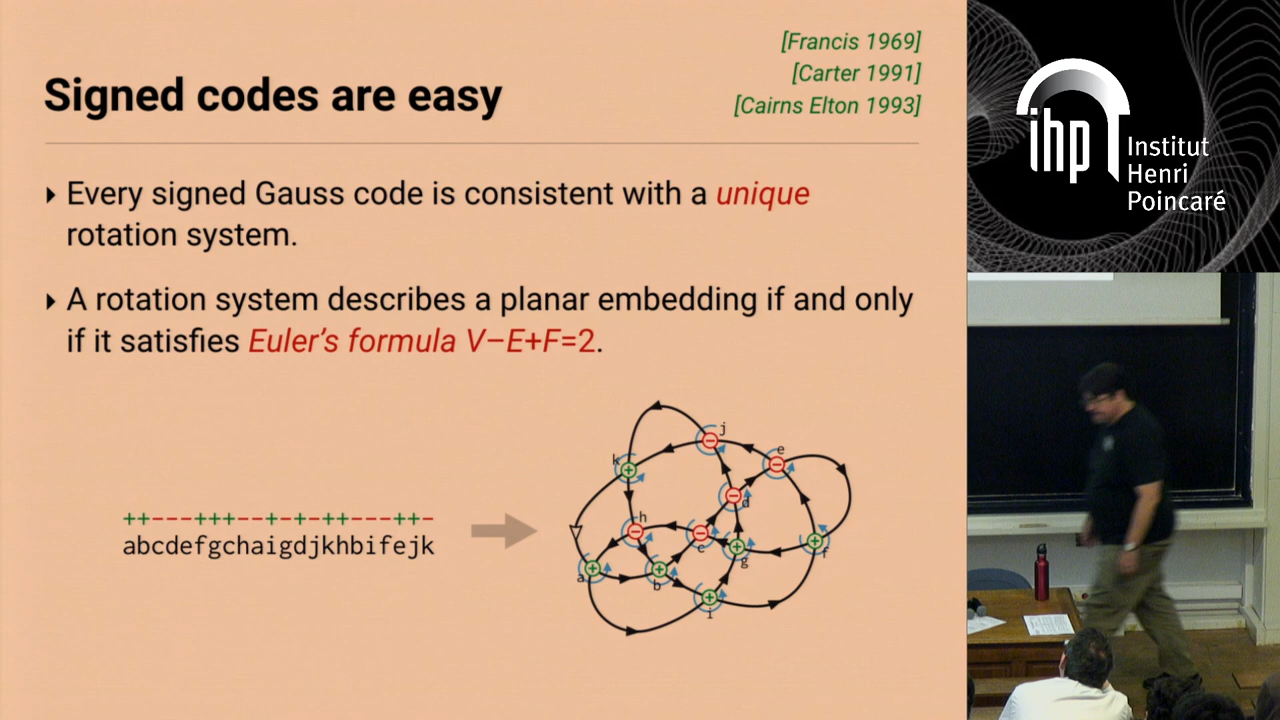 [Francis 1969]
[Carter 1991]
[Cairns Elton 1993]
Signed codes are easy
‣ Every signed Gauss code is consistent with a unique
rotation system.
‣ A rotation system describes a planar embedding if and only
if it satisfies Euler’s formula V−E+F=2.
++---+++--+-+-++---++-
abcdefgchaigdjkhbifejk
j
e
k
d
h
c
f
g
a
b
i
ihp
Institut
Henri
Poincaré